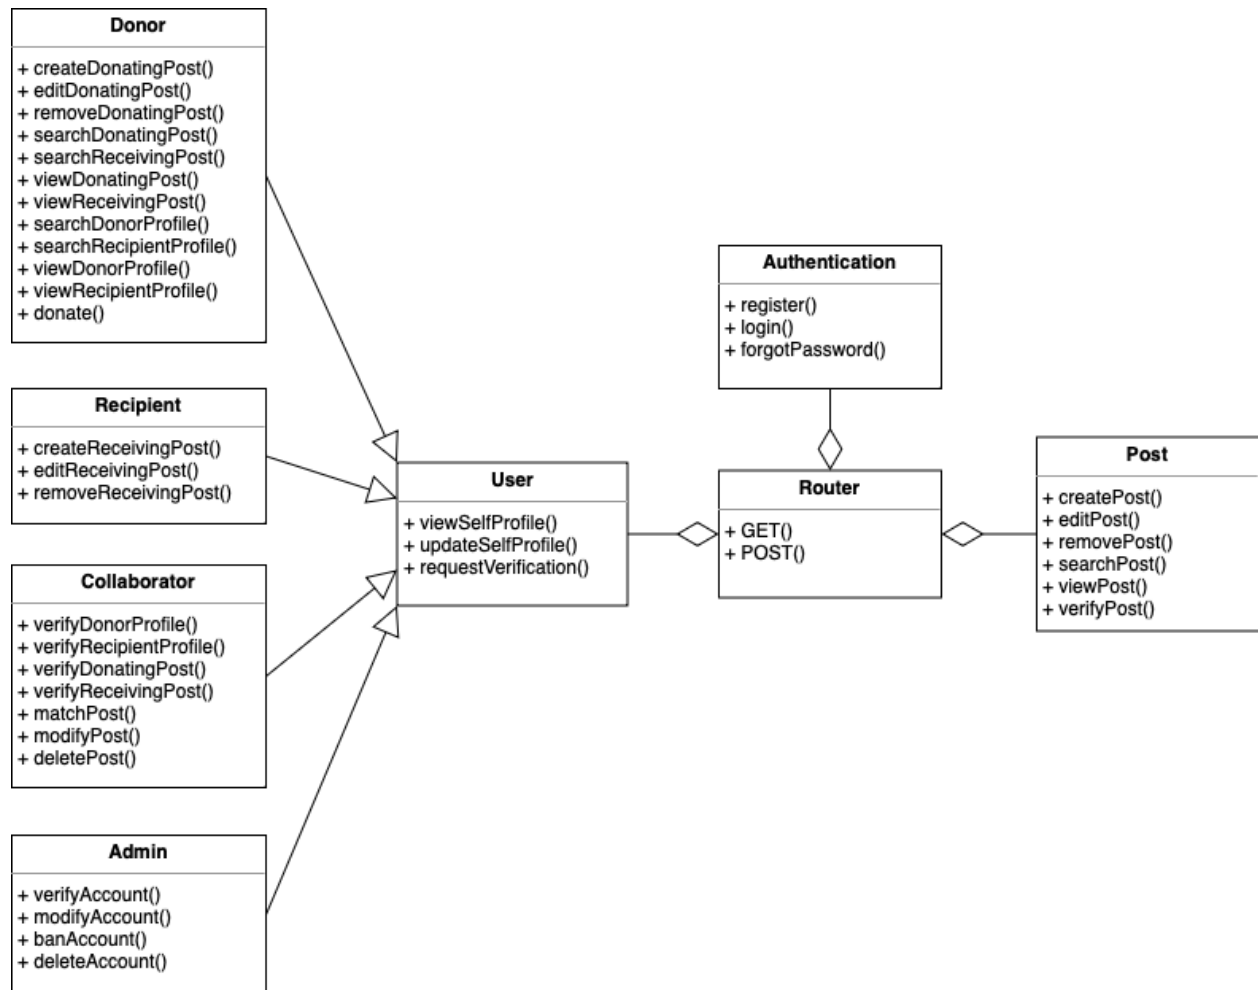 Donor
+ createDonatingPost()
+ editDonatingPost()
+ removeDonatingPost()
+ searchDonatingPost()
+ searchReceivingPost()
+ viewDonatingPost()
+ viewReceivingPost()
+ searchDonorProfile()
+ searchRecipientProfile()
+ viewDonorProfile()
+ viewRecipientProfile()
+ donate()
Recipient
+ createReceivingPost()
+ editReceivingPost()
+ removeReceivingPost()
Collaborator
+ verifyDonorProfile()
+ verifyRecipientProfile()
+ verifyDonatingPost()
+ verifyReceivingPost()
+ matchPost()
+ modifyPost()
+ deletePost()
Admin
+ verifyAccount()
+ modifyAccount()
+ banAccount()
+ deleteAccount()
User
+ viewSelfProfile()
+ updateSelfProfile()
+ requestVerification()
Authentication
+ register()
+ login()
+ forgotPassword()
Router
+ GET()
+ POST()
Post
+ createPost()
+ editPost()
+ removePost()
+ searchPost()
+ viewPost()
+ verifyPost()